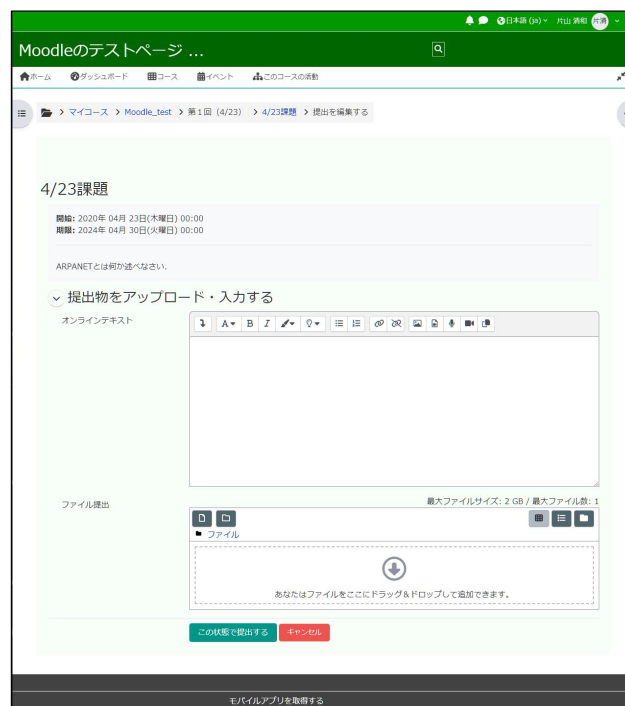 日本語 (ja)
片山 清和
片清
Moodleのテストページ ...
ホーム ダッシュボード コース イベント このコースの活動
> マイコース > Moodle_test > 第1回 (4/23) > 4/23課題 > 提出を編集する
4/23課題
開始: 2020年 04月 23日(木曜日) 00:00
期限: 2024年 04月 30日(火曜日) 00:00
ARPANETとは何か述べなさい.
提出物をアップロード・入力する
オンラインテキスト
A B I
ファイル提出
最大ファイルサイズ: 2 GB / 最大ファイル数: 1
ファイル
あなたはファイルをここにドラッグ&ドロップして追加できます。
この状態で提出する キャンセル
モバイルアプリを取得する